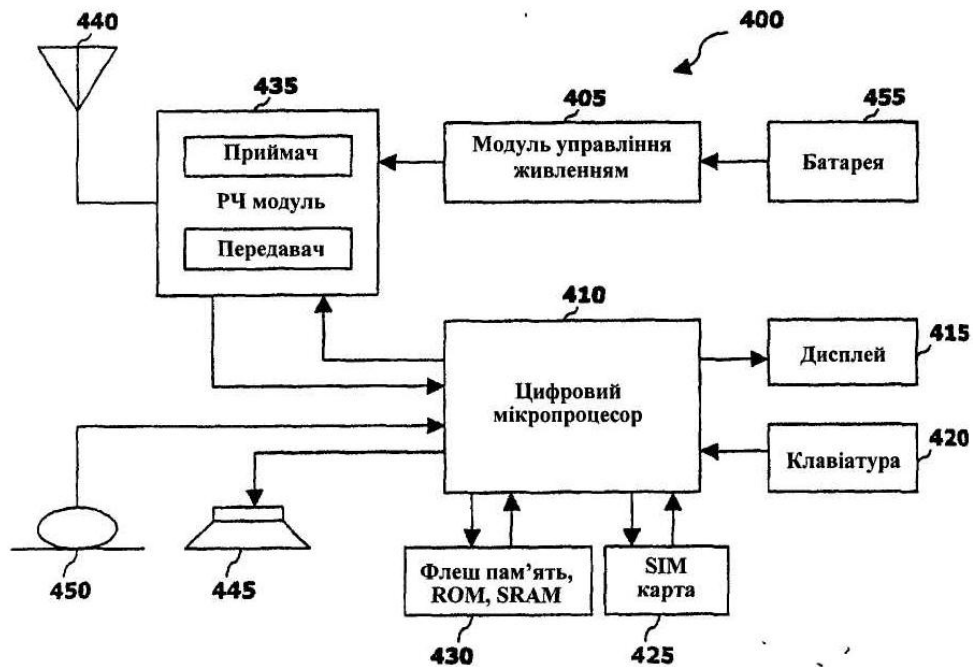 440
400
435
405
455
Приймач
РЧ модуль
Передавач
Модуль управління
живленням
Батарея
410
415
Цифровий
мікропроцесор
Дисплей
420
Клавіатура
450
445
Флеш пам’ять,
ROM, SRAM
SIM
карта
430
425